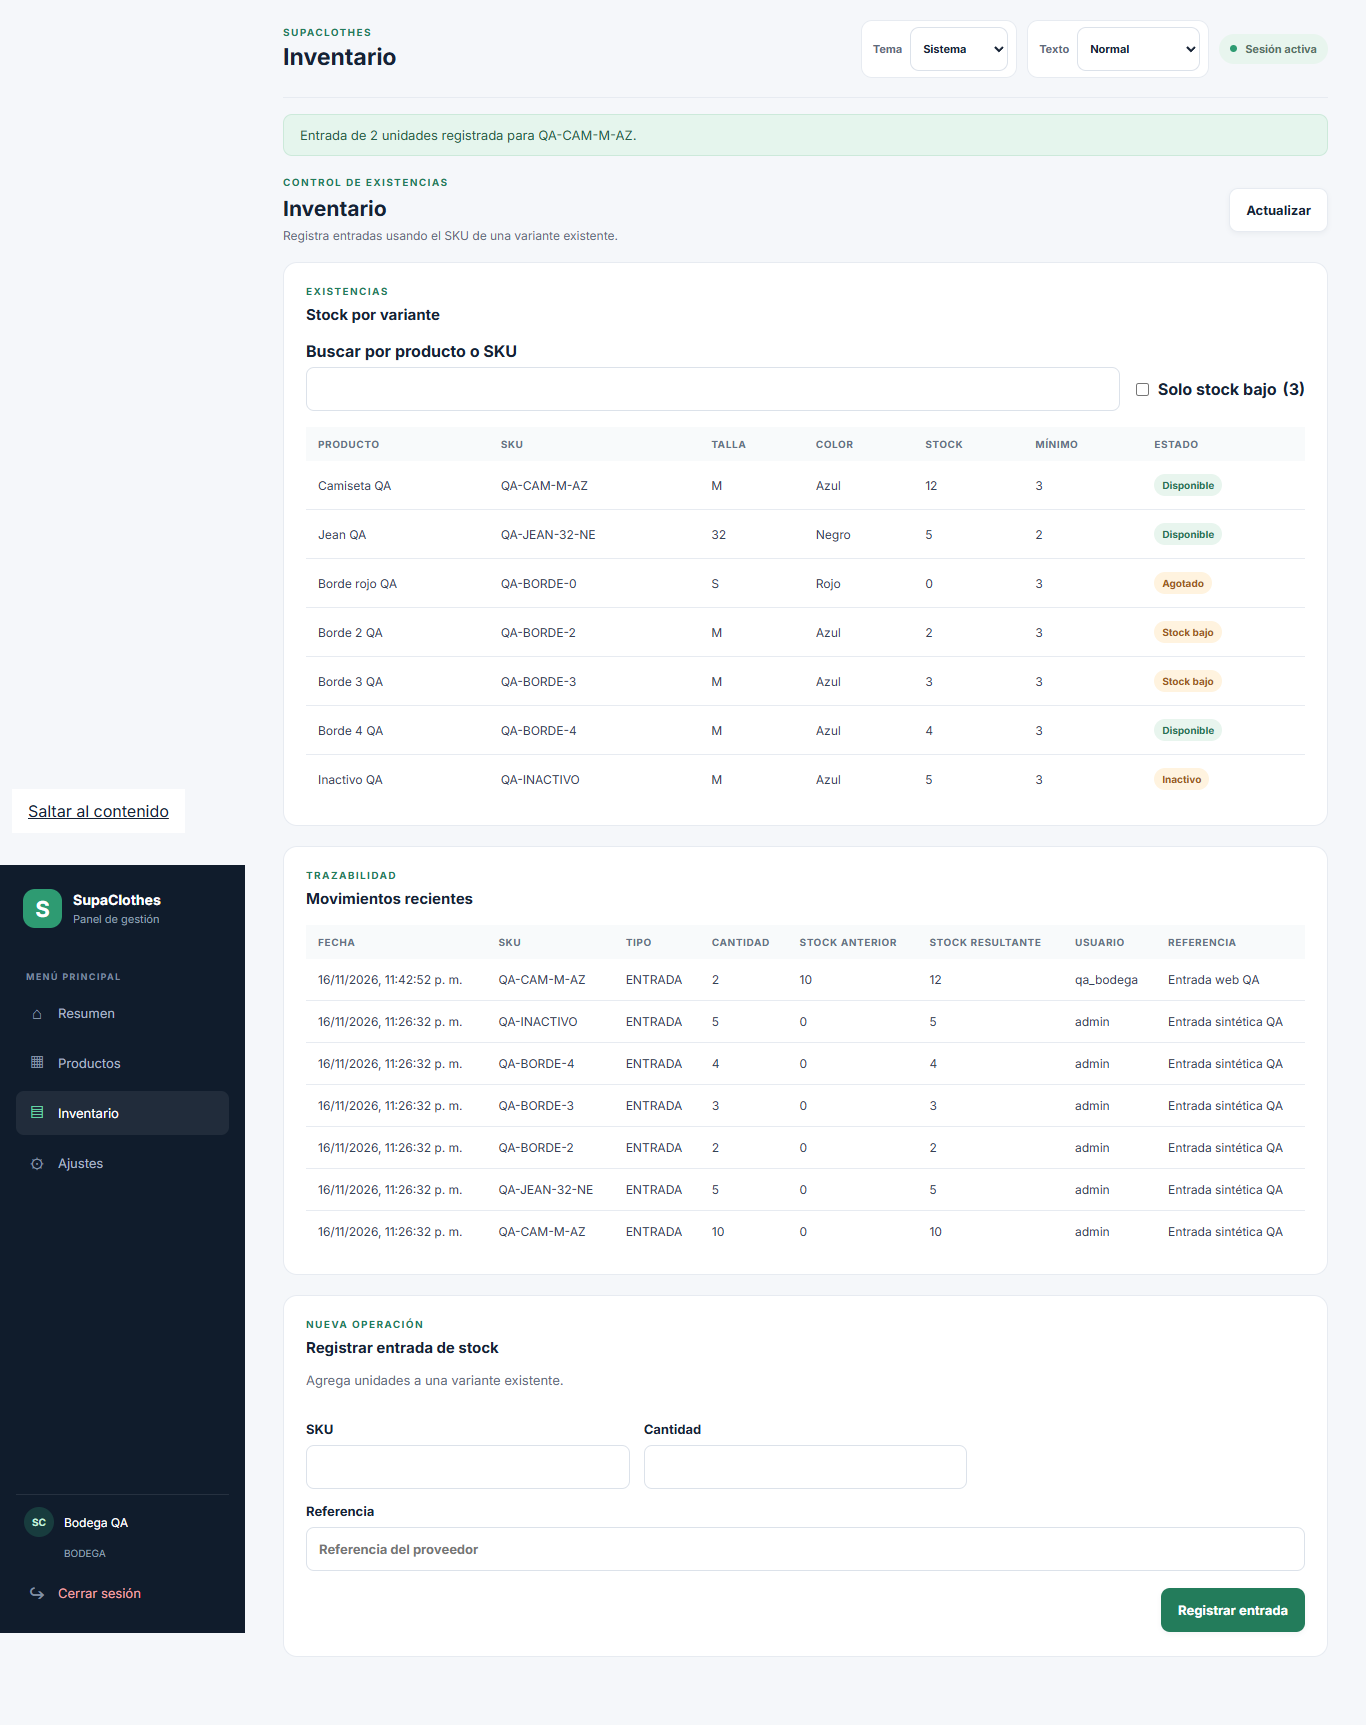 SUPACLOTHES
Inventario
Tema Sistema Texto Normal Sesión activa
Entrada de 2 unidades registrada para QA-CAM-M-AZ.
CONTROL DE EXISTENCIAS
Inventario
Registra entradas usando el SKU de una variante existente.
Actualizar
EXISTENCIAS
Stock por variante
Buscar por producto o SKU
Solo stock bajo (3)
PRODUCTO SKU TALLA COLOR STOCK MÍNIMO ESTADO
Camiseta QA QA-CAM-M-AZ M Azul 12 3 Disponible
Jean QA QA-JEAN-32-NE 32 Negro 5 2 Disponible
Borde rojo QA QA-BORDE-0 S Rojo 0 3 Agotado
Borde 2 QA QA-BORDE-2 M Azul 2 3 Stock bajo
Borde 3 QA QA-BORDE-3 M Azul 3 3 Stock bajo
Borde 4 QA QA-BORDE-4 M Azul 4 3 Disponible
Inactivo QA QA-INACTIVO M Azul 5 3 Inactivo
Saltar al contenido
S SupaClothes
Panel de gestión
MENÚ PRINCIPAL
Resumen
Productos
Inventario
Ajustes
SC Bodega QA
BODEGA
Cerrar sesión
TRAZABILIDAD
Movimientos recientes
FECHA SKU TIPO CANTIDAD STOCK ANTERIOR STOCK RESULTANTE USUARIO REFERENCIA
16/11/2026, 11:42:52 p. m. QA-CAM-M-AZ ENTRADA 2 10 12 qa_bodega Entrada web QA
16/11/2026, 11:26:32 p. m. QA-INACTIVO ENTRADA 5 0 5 admin Entrada sintética QA
16/11/2026, 11:26:32 p. m. QA-BORDE-4 ENTRADA 4 0 4 admin Entrada sintética QA
16/11/2026, 11:26:32 p. m. QA-BORDE-3 ENTRADA 3 0 3 admin Entrada sintética QA
16/11/2026, 11:26:32 p. m. QA-BORDE-2 ENTRADA 2 0 2 admin Entrada sintética QA
16/11/2026, 11:26:32 p. m. QA-JEAN-32-NE ENTRADA 5 0 5 admin Entrada sintética QA
16/11/2026, 11:26:32 p. m. QA-CAM-M-AZ ENTRADA 10 0 10 admin Entrada sintética QA
NUEVA OPERACIÓN
Registrar entrada de stock
Agrega unidades a una variante existente.
SKU Cantidad
Referencia
Referencia del proveedor
Registrar entrada